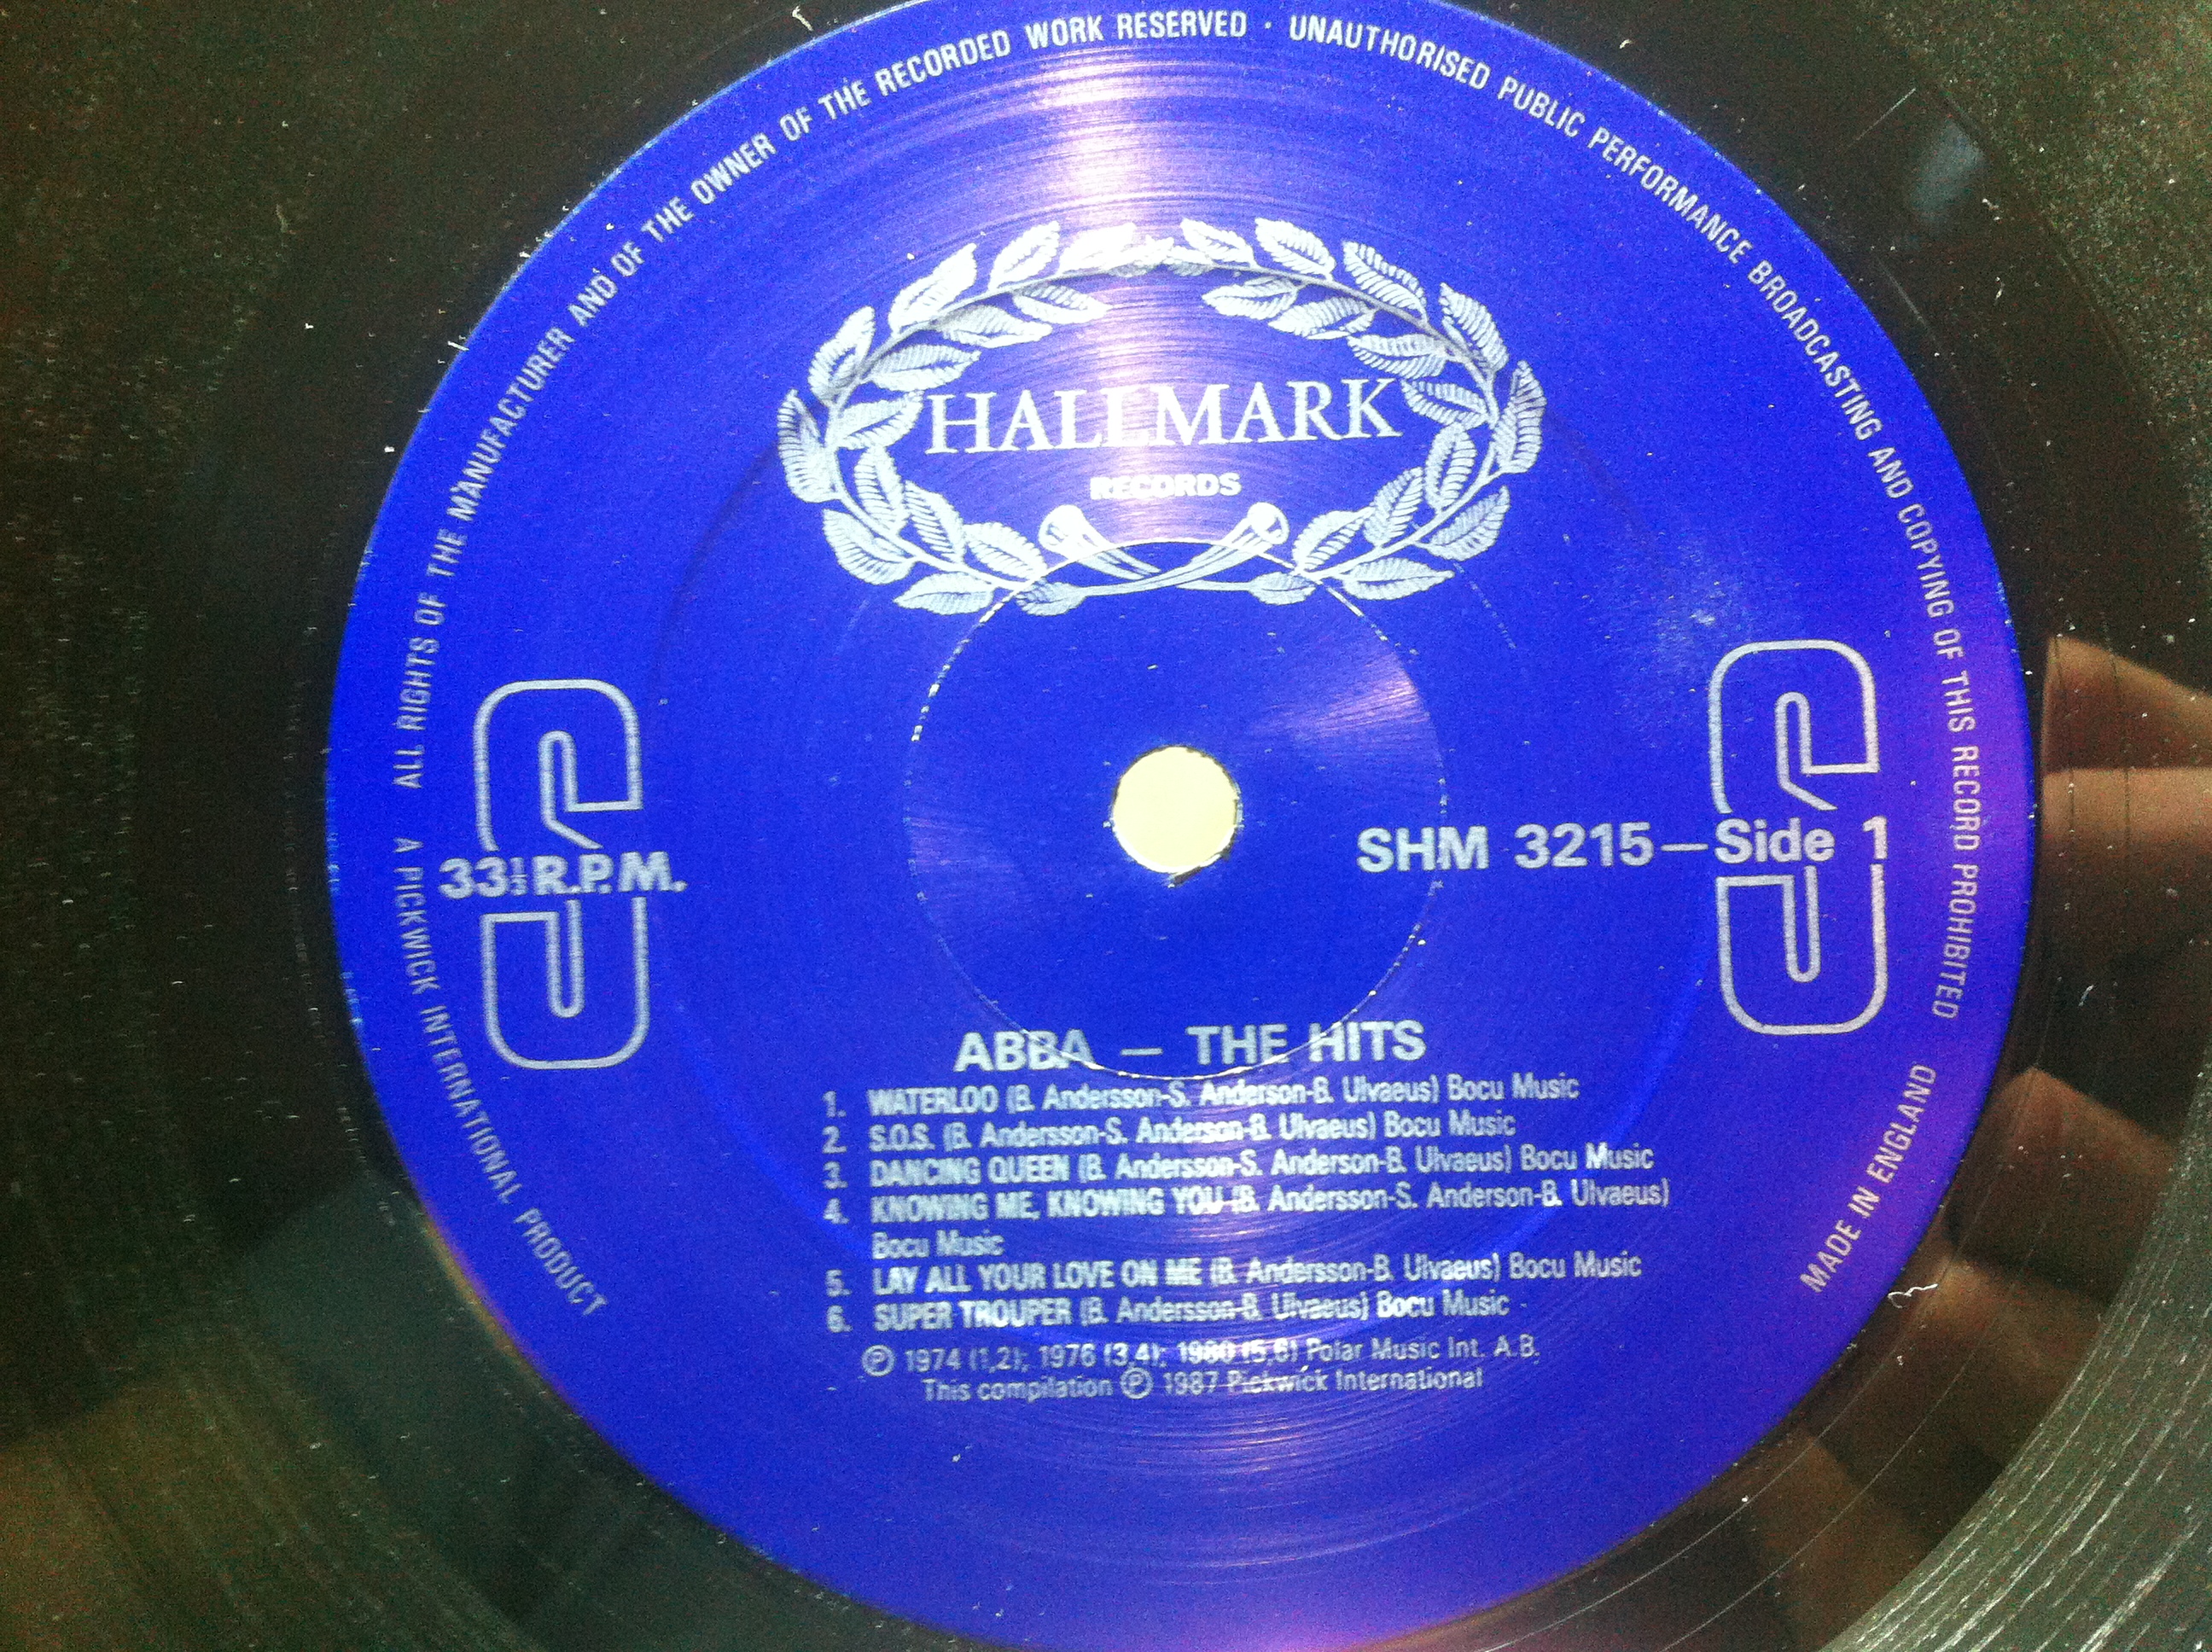 ALL RIGHTS OF THE MANUFACTURER AND OF THE OWNER OF THE RECORDED WORK RESERVED · UNAUTHORISED PUBLIC PERFORMANCE BROADCASTING AND COPYING OF THIS RECORD PROHIBITED
HALLMARK
RECORDS
33⅓ R.P.M.
SHM 3215—Side 1
ABBA — THE HITS
1. WATERLOO (B. Andersson-S. Anderson-B. Ulvaeus) Bocu Music
2. S.O.S. (B. Andersson-S. Anderson-B. Ulvaeus) Bocu Music
3. DANCING QUEEN (B. Andersson-S. Anderson-B. Ulvaeus) Bocu Music
4. KNOWING ME, KNOWING YOU (B. Andersson-S. Anderson-B. Ulvaeus)
Bocu Music
5. LAY ALL YOUR LOVE ON ME (B. Andersson-B. Ulvaeus) Bocu Music
6. SUPER TROUPER (B. Andersson-B. Ulvaeus) Bocu Music
℗ 1974 (1,2); 1976 (3,4); 1980 (5,6) Polar Music Int. A.B.
This compilation ℗ 1987 Pickwick International
A PICKWICK INTERNATIONAL PRODUCT
MADE IN ENGLAND